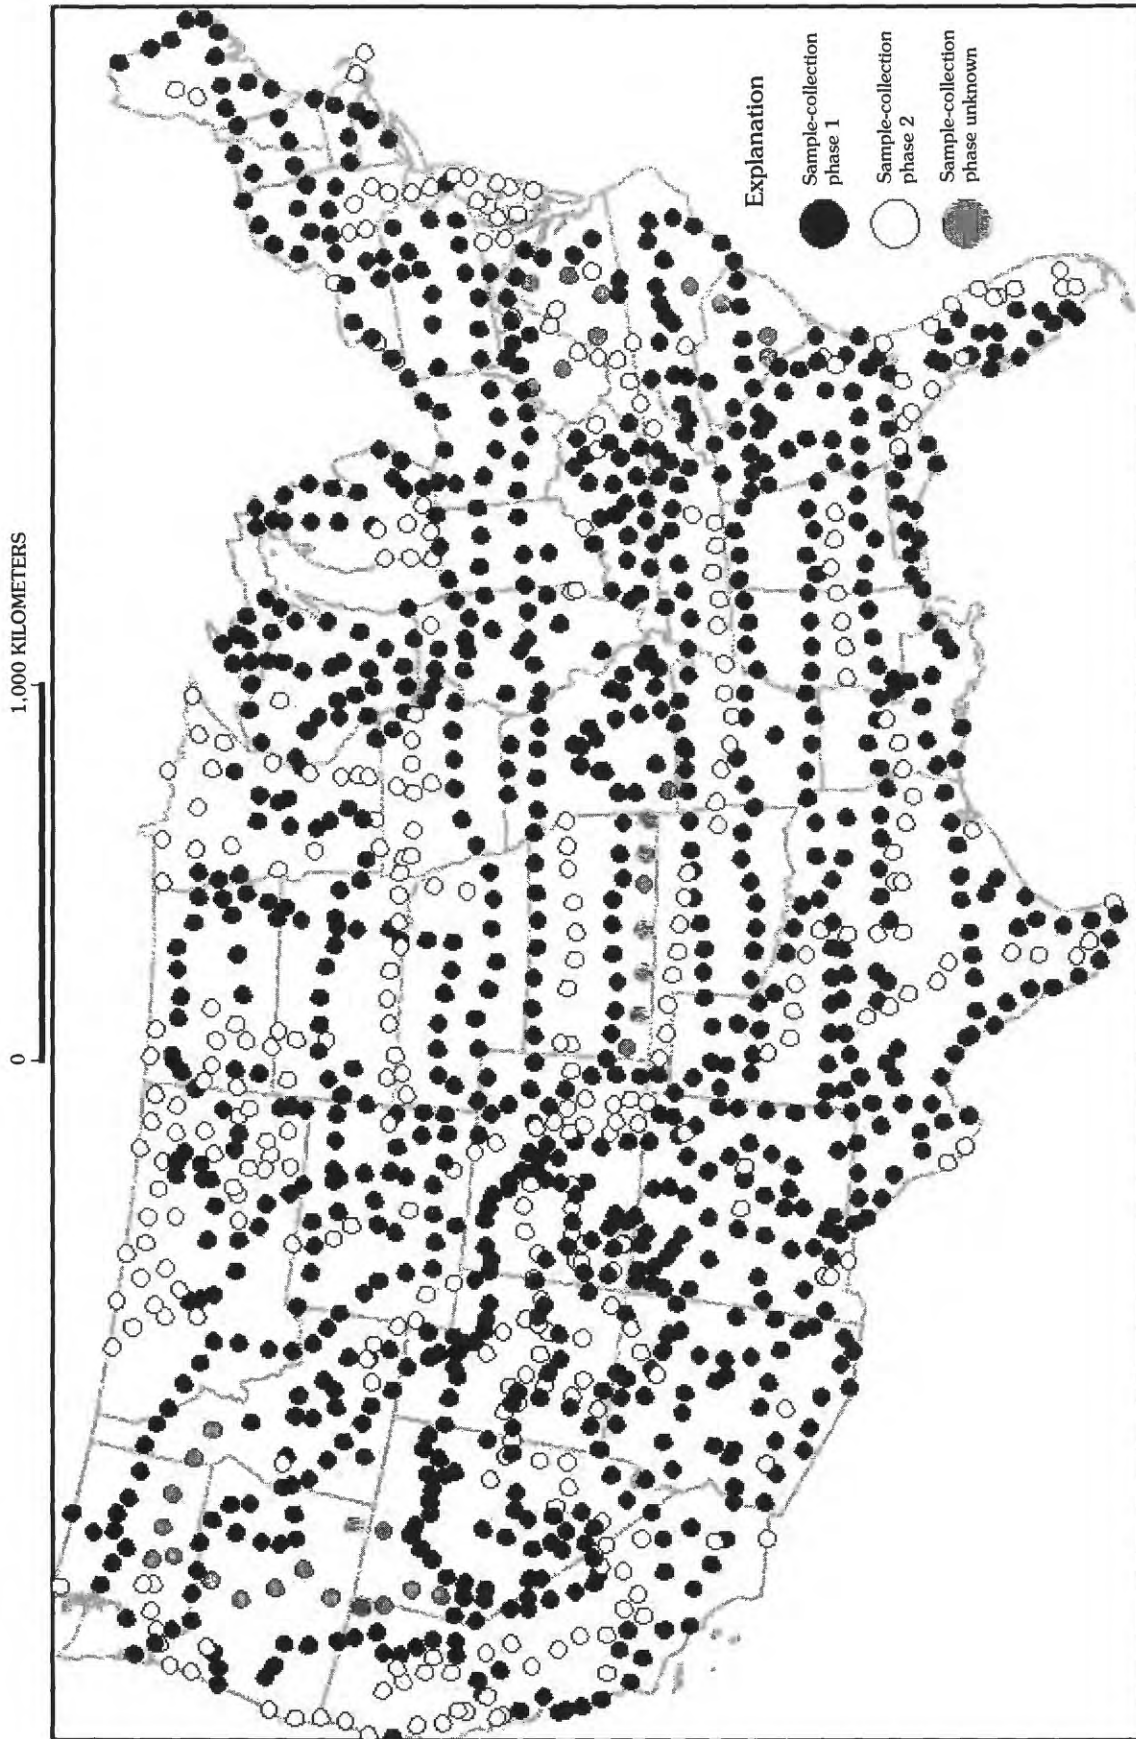 0
1,000 KILOMETERS
Explanation
Sample-collection
phase 1
Sample-collection
phase 2
Sample-collection
phase unknown